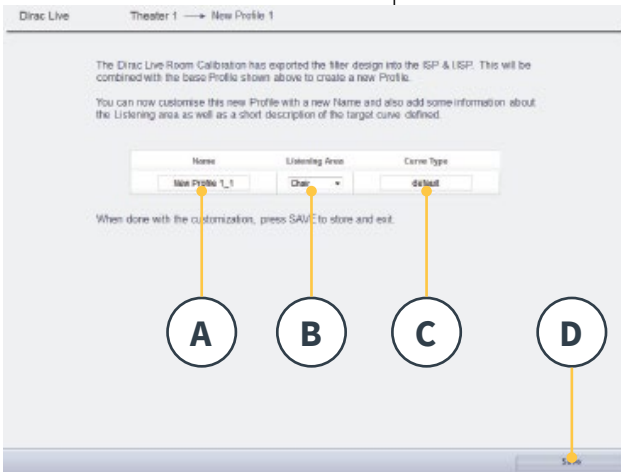 Dirac Live Theater 1 ⟶ New Profile 1
The Dirac Live Room Calibration has exported the filter design into the ISP & LISP. This will be
combined with the base Profile shown above to create a new Profile.
You can now customise this new Profile with a new Name and also add some information about
the Listening area as well as a short description of the target curve defined.
Name Listening Area Curve Type
New Profile 1_1 Chair default
When done with the customization, press SAVE to store and exit.
A B C D
Save